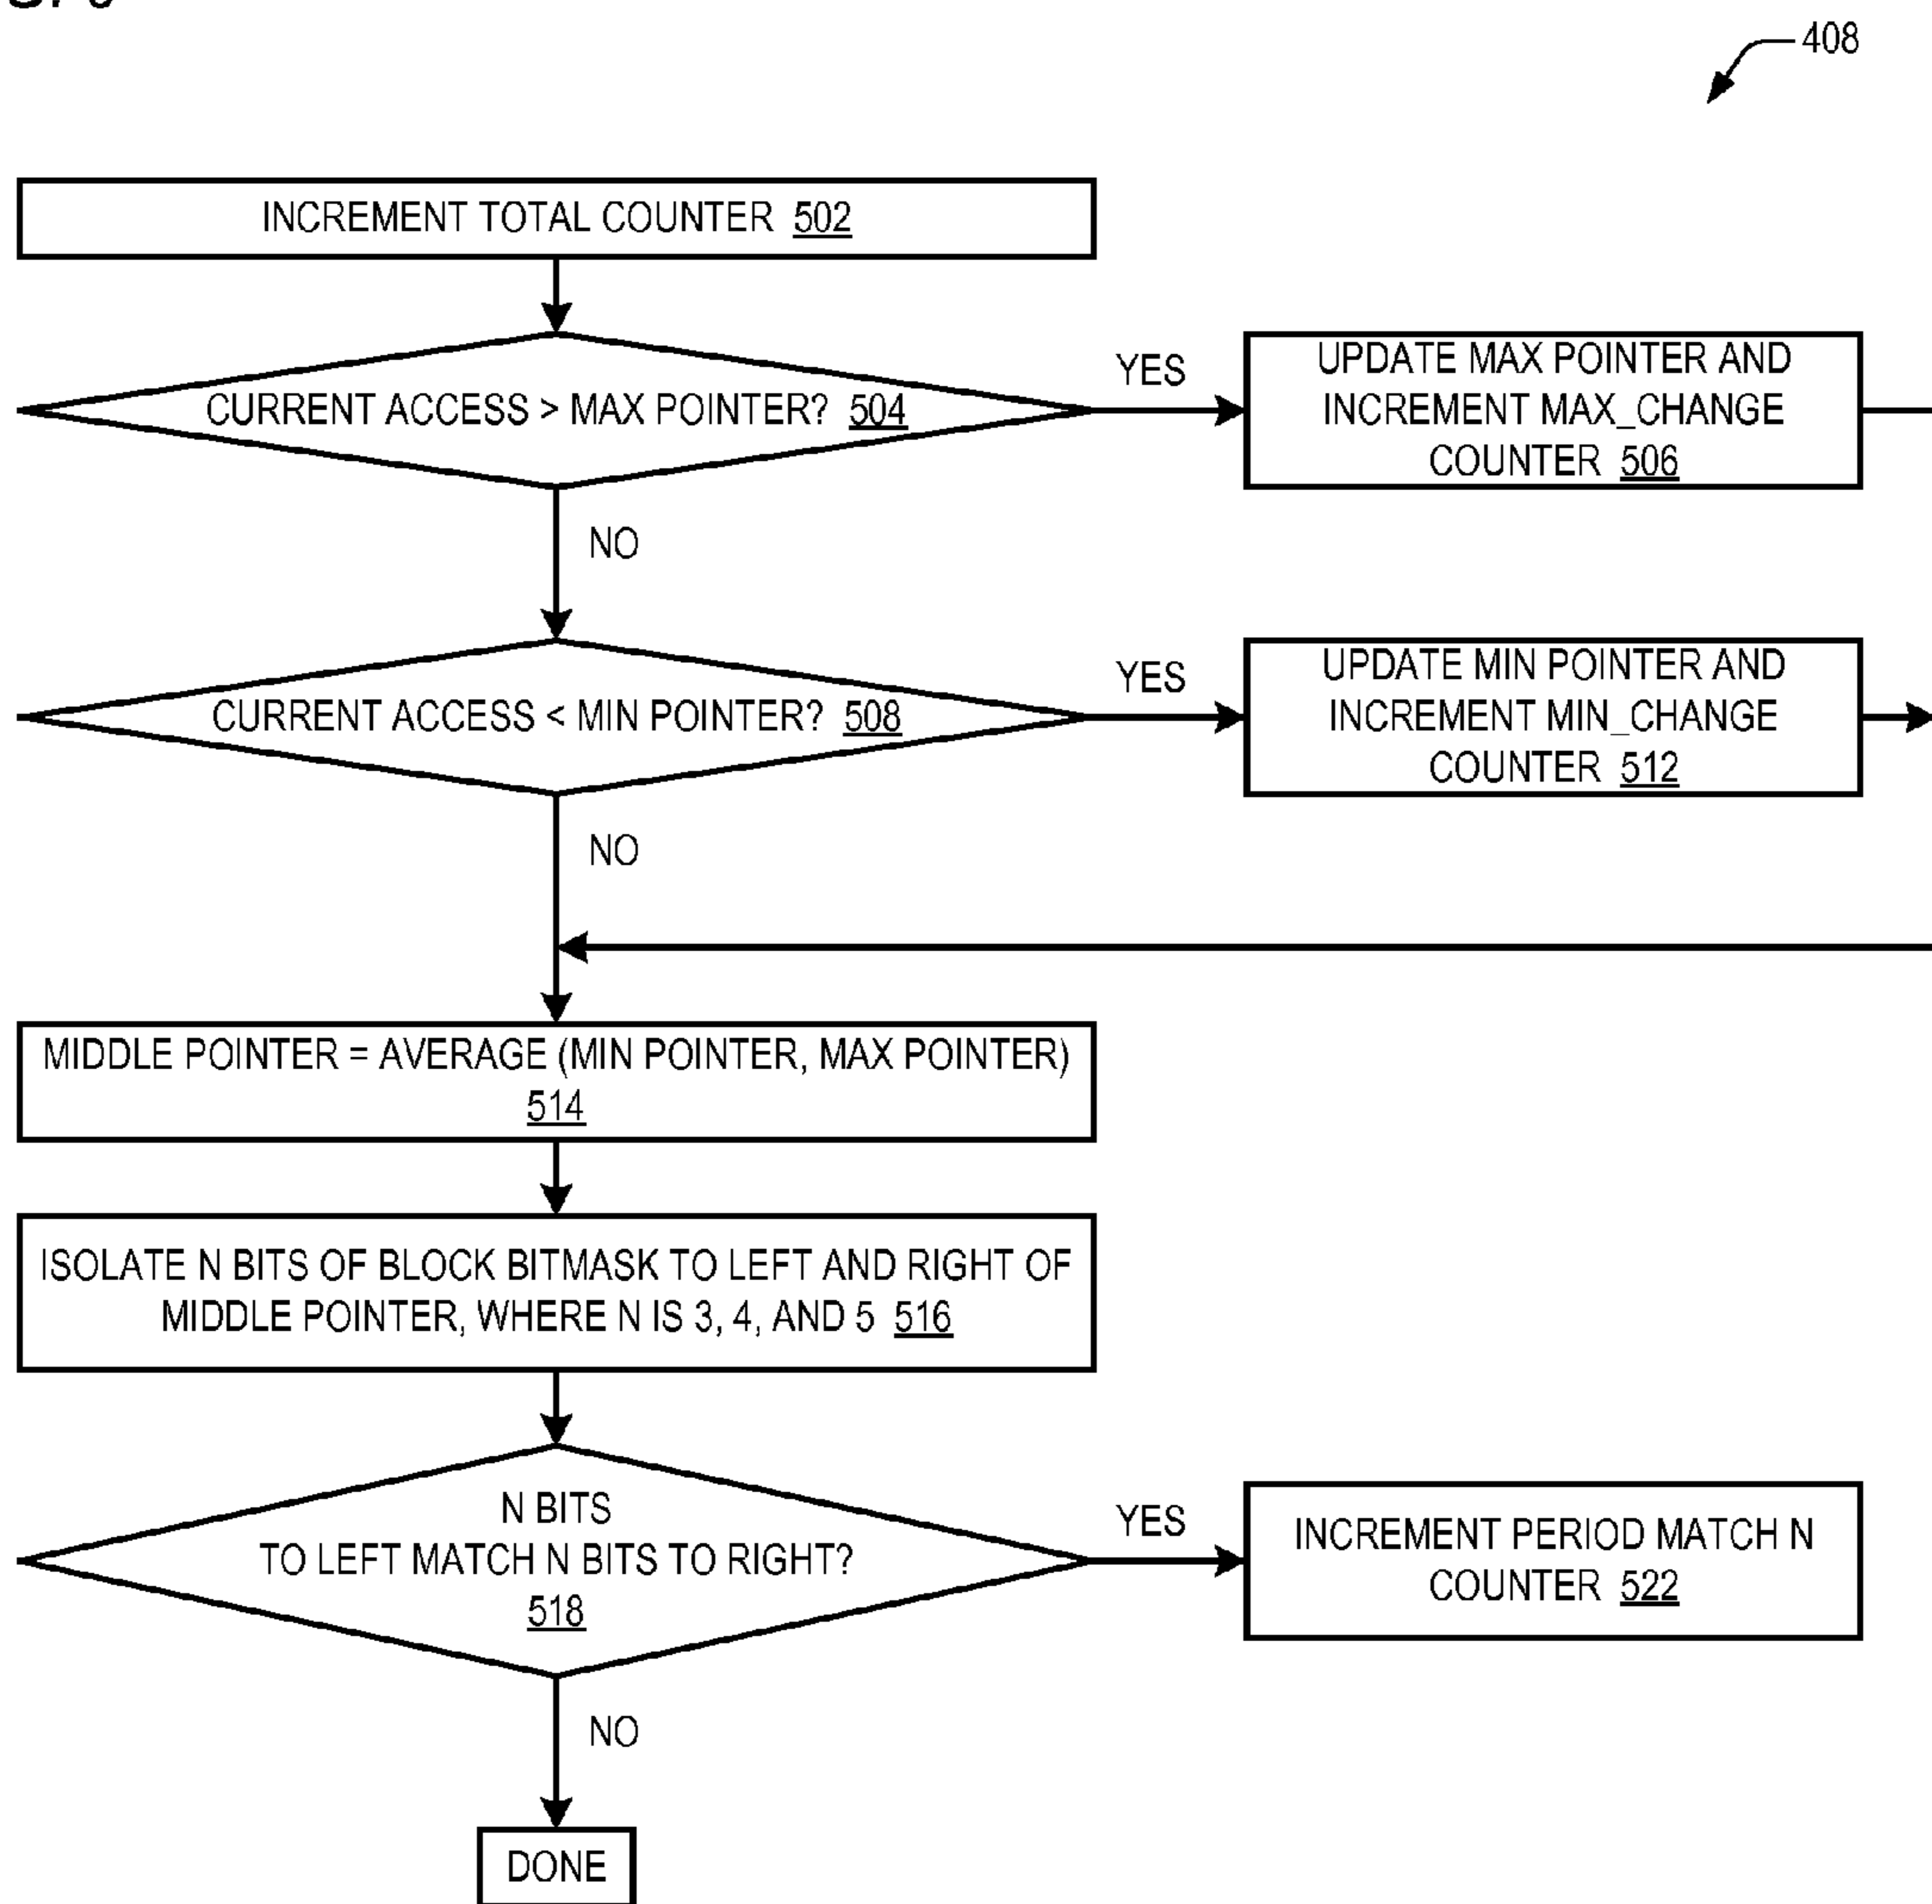 408
INCREMENT TOTAL COUNTER 502
CURRENT ACCESS > MAX POINTER? 504
YES
UPDATE MAX POINTER AND
INCREMENT MAX_CHANGE
COUNTER 506
NO
CURRENT ACCESS < MIN POINTER? 508
YES
UPDATE MIN POINTER AND
INCREMENT MIN_CHANGE
COUNTER 512
NO
MIDDLE POINTER = AVERAGE (MIN POINTER, MAX POINTER)
514
ISOLATE N BITS OF BLOCK BITMASK TO LEFT AND RIGHT OF
MIDDLE POINTER, WHERE N IS 3, 4, AND 5 516
N BITS
TO LEFT MATCH N BITS TO RIGHT?
518
YES
INCREMENT PERIOD MATCH N
COUNTER 522
NO
DONE